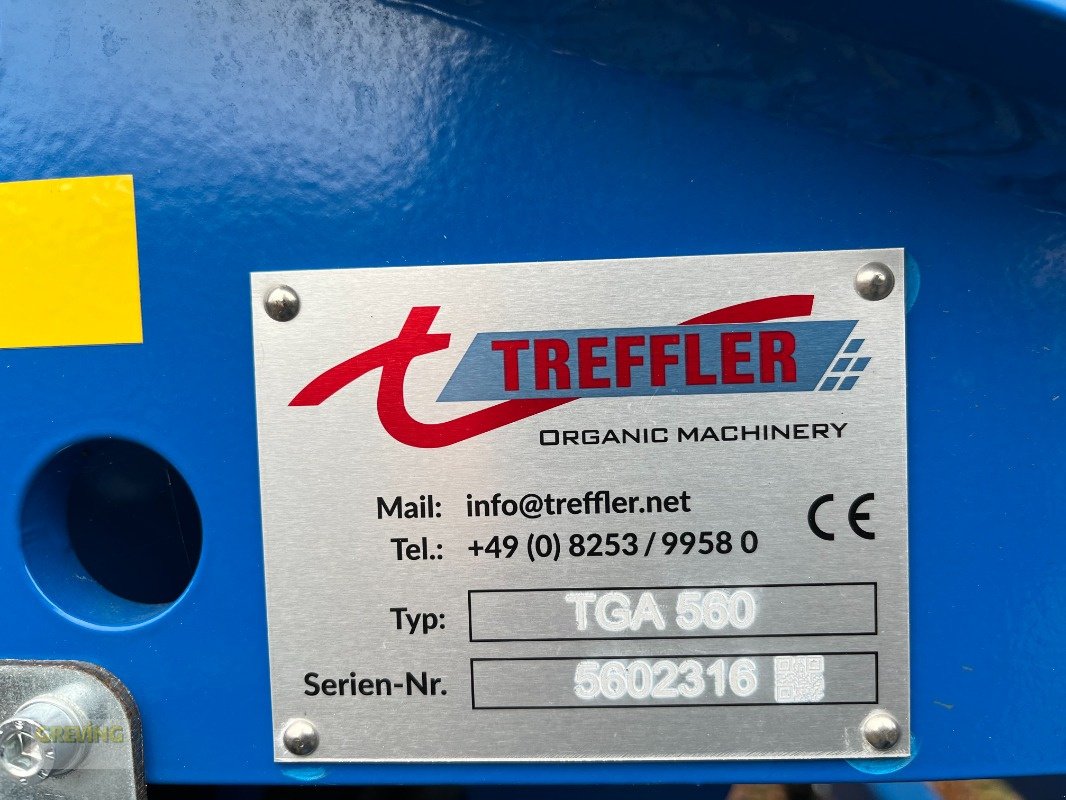 TREFFLER
ORGANIC MACHINERY
Mail: info@treffler.net
Tel.: +49 (0) 8253 / 9958 0
CE
Typ: TGA 560
Serien-Nr. 5602316
GREVING